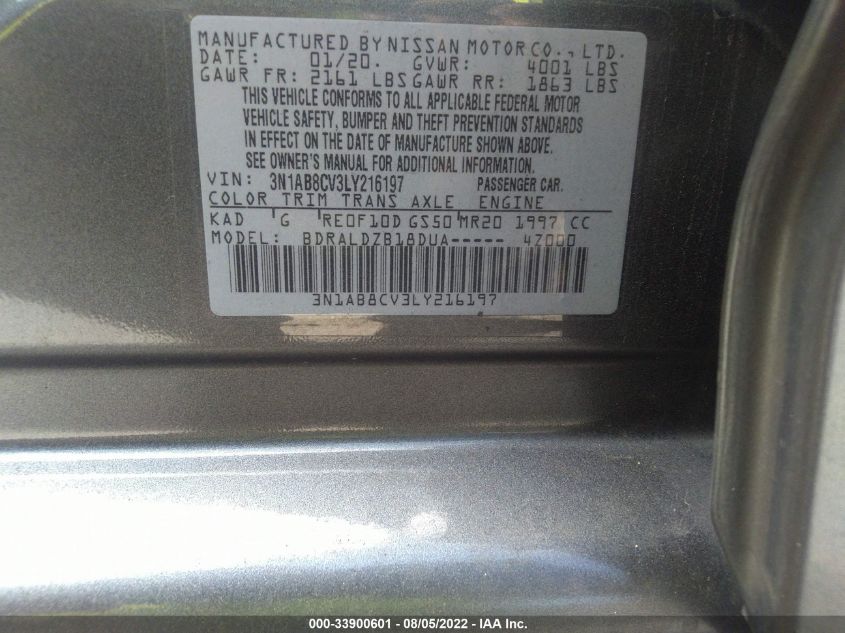 MANUFACTURED BY NISSAN MOTOR CO., LTD.
DATE: 01/20. GVWR: 4001 LBS
GAWR FR: 2161 LBS GAWR RR: 1863 LBS
THIS VEHICLE CONFORMS TO ALL APPLICABLE FEDERAL MOTOR
VEHICLE SAFETY, BUMPER AND THEFT PREVENTION STANDARDS
IN EFFECT ON THE DATE OF MANUFACTURE SHOWN ABOVE.
SEE OWNER'S MANUAL FOR ADDITIONAL INFORMATION.
VIN: 3N1AB8CV3LY216197 PASSENGER CAR.
COLOR TRIM TRANS AXLE ENGINE
KAD G RE0F10D GS50 MR20 1997 CC
MODEL: BDRALDZB18DUA----- 4Z000
3N1AB8CV3LY216197
000-33900601 - 08/05/2022 - IAA Inc.